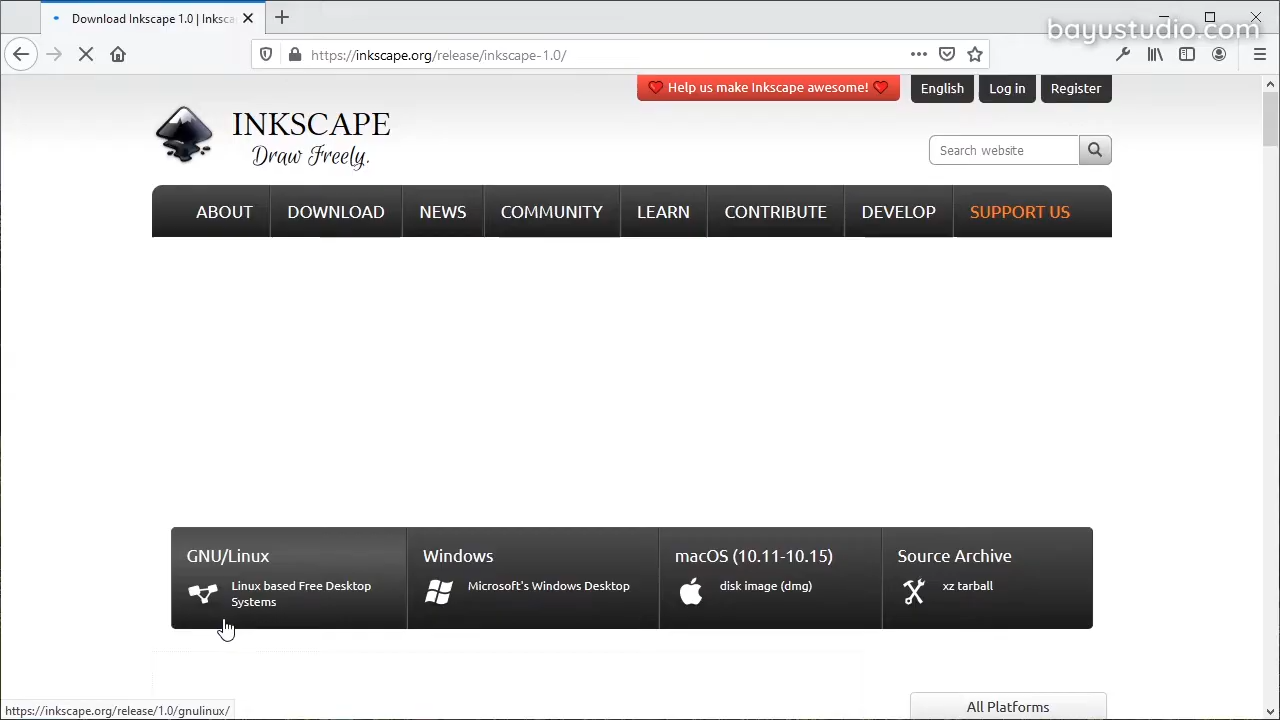 Download Inkscape 1.0 | Inksca
bayustudio.com
https://inkscape.org/release/inkscape-1.0/
Help us make Inkscape awesome!
English
Log in
Register
INKSCAPE
Draw Freely.
Search website
ABOUT
DOWNLOAD
NEWS
COMMUNITY
LEARN
CONTRIBUTE
DEVELOP
SUPPORT US
GNU/Linux
Linux based Free Desktop
Systems
Windows
Microsoft's Windows Desktop
macOS (10.11-10.15)
disk image (dmg)
Source Archive
xz tarball
All Platforms
https://inkscape.org/release/1.0/gnulinux/